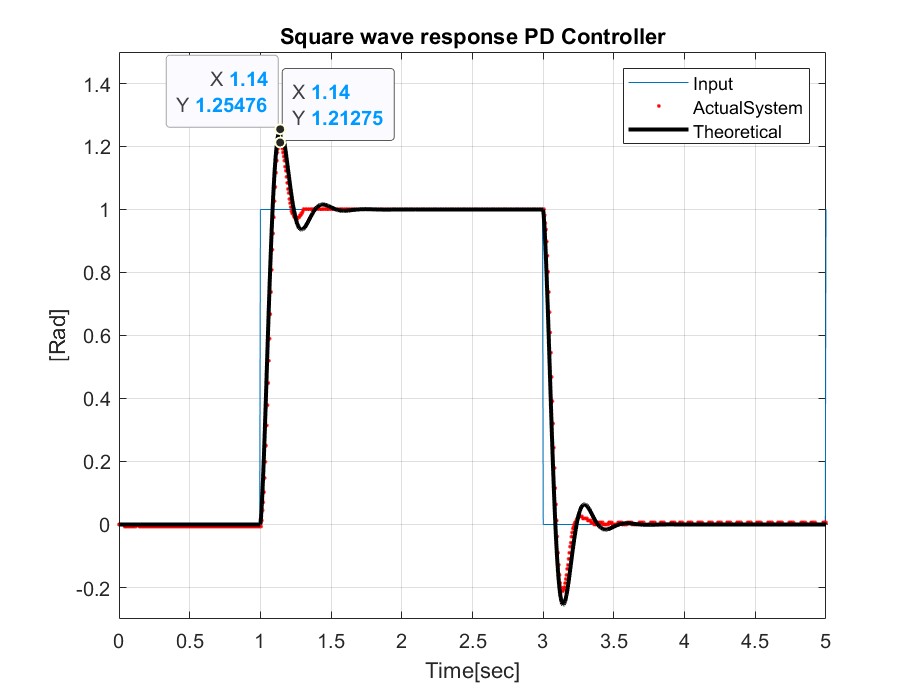 Square wave response PD Controller
X 1.14
Y 1.25476
X 1.14
Y 1.21275
Input
ActualSystem
Theoretical
1.4
1.2
1
0.8
0.6
0.4
0.2
0
-0.2
[Rad]
0 0.5 1 1.5 2 2.5 3 3.5 4 4.5 5
Time[sec]